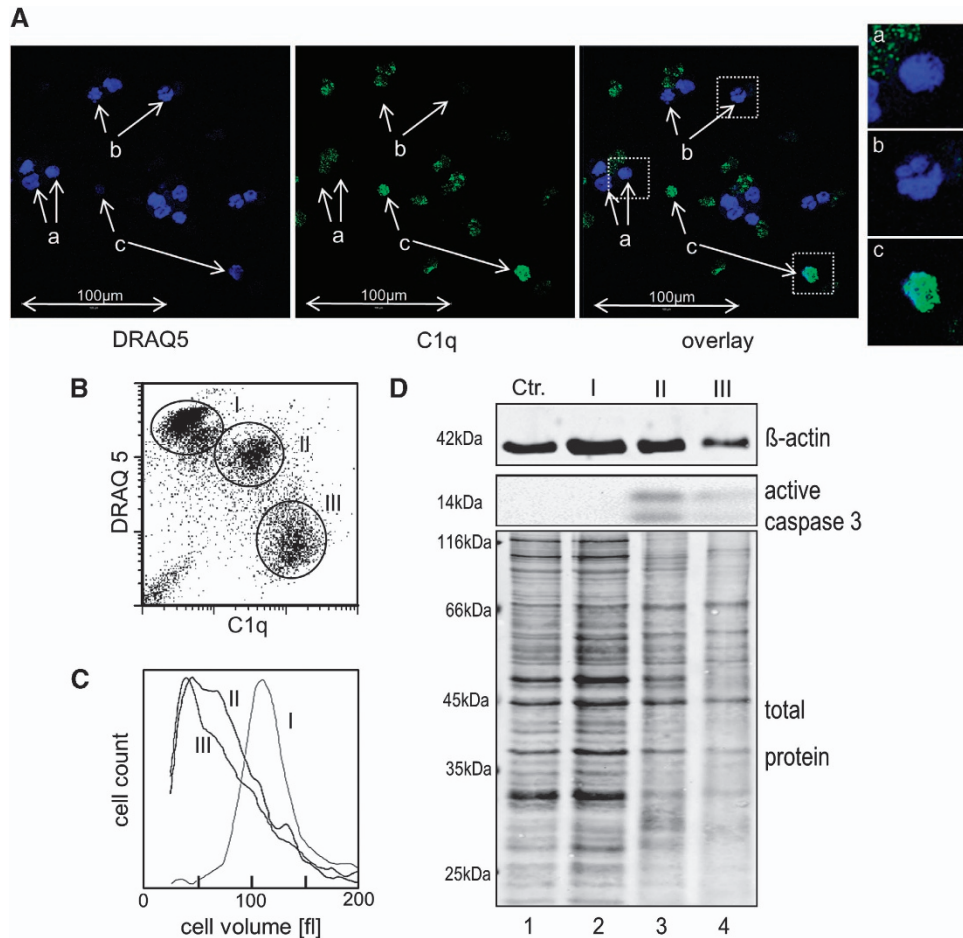 A
b
a
c
100µm
DRAQ5
b
a
c
100µm
C1q
b
a
c
100µm
overlay
a
b
c
B
I
II
III
DRAQ 5
C1q
C
II
I
III
cell count
0 100 200
cell volume [fl]
D
Ctr. I II III
42kDa ß-actin
14kDa active
caspase 3
116kDa
66kDa
45kDa total
protein
35kDa
25kDa
1 2 3 4